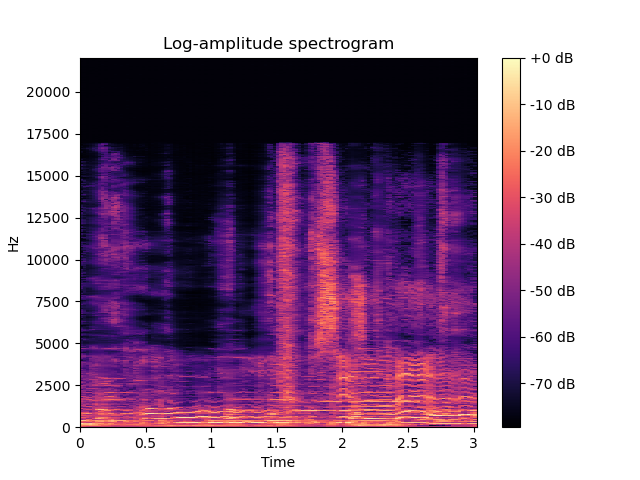 Log-amplitude spectrogram
20000
17500
15000
12500
10000
7500
5000
2500
0
Hz
0 0.5 1 1.5 2 2.5 3
Time
+0 dB
-10 dB
-20 dB
-30 dB
-40 dB
-50 dB
-60 dB
-70 dB